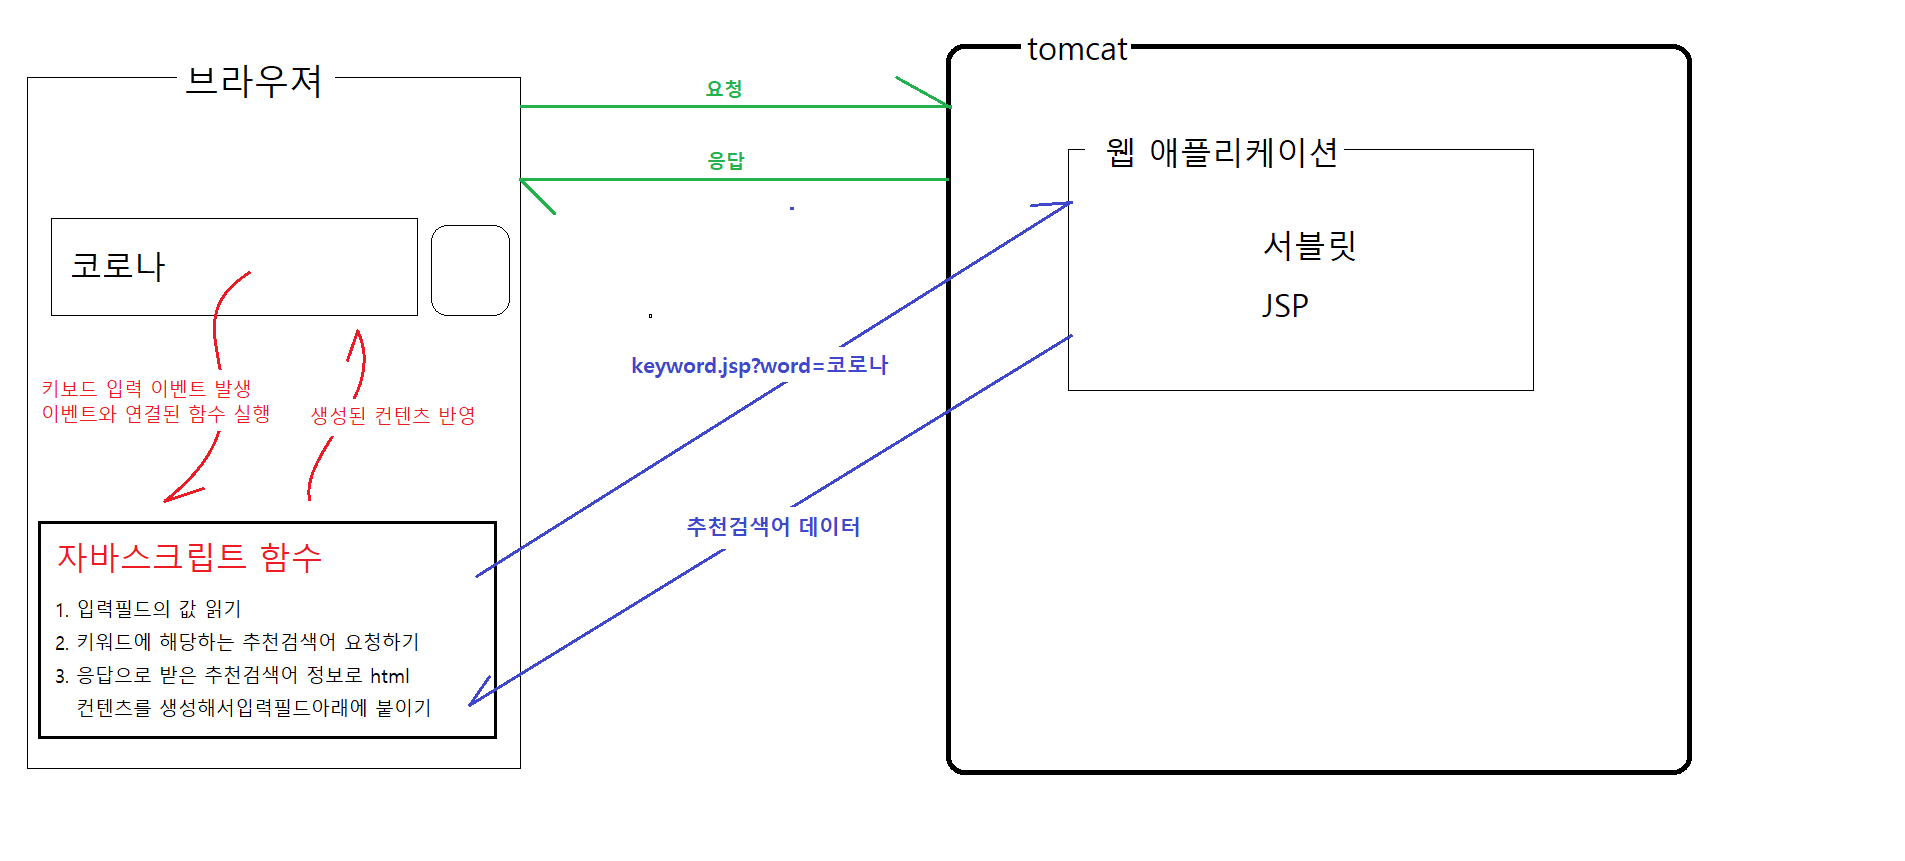 브라우져
코로나
키보드 입력 이벤트 발생
이벤트와 연결된 함수 실행
생성된 컨텐츠 반영
자바스크립트 함수
1. 입력필드의 값 읽기
2. 키워드에 해당하는 추천검색어 요청하기
3. 응답으로 받은 추천검색어 정보로 html
컨텐츠를 생성해서입력필드아래에 붙이기
요청
응답
keyword.jsp?word=코로나
추천검색어 데이터
tomcat
웹 애플리케이션
서블릿
JSP